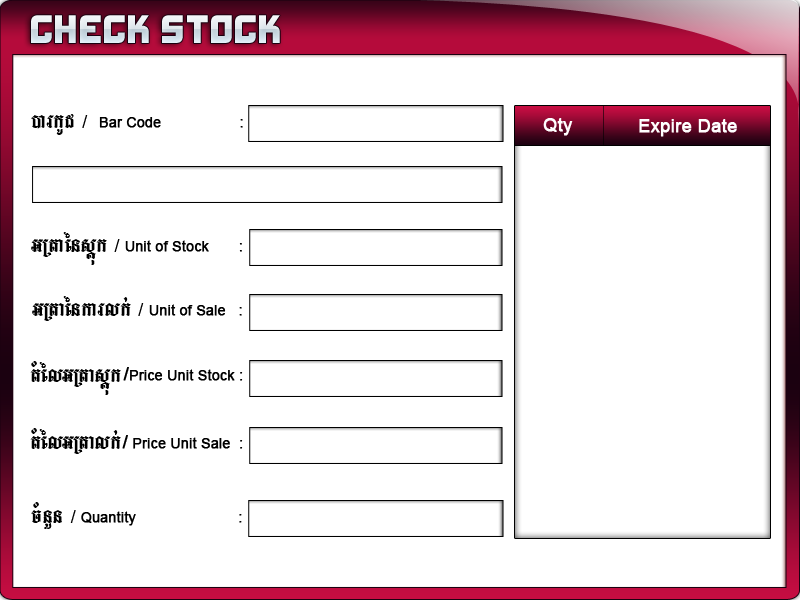 CHECK STOCK
បារកូដ / Bar Code :
Qty Expire Date
អត្រានៃស្តុក / Unit of Stock :
អត្រានៃការលក់ / Unit of Sale :
តំលៃអត្រាស្តុក /Price Unit Stock :
តំលៃអត្រាលក់/ Price Unit Sale :
ចំនួន / Quantity :